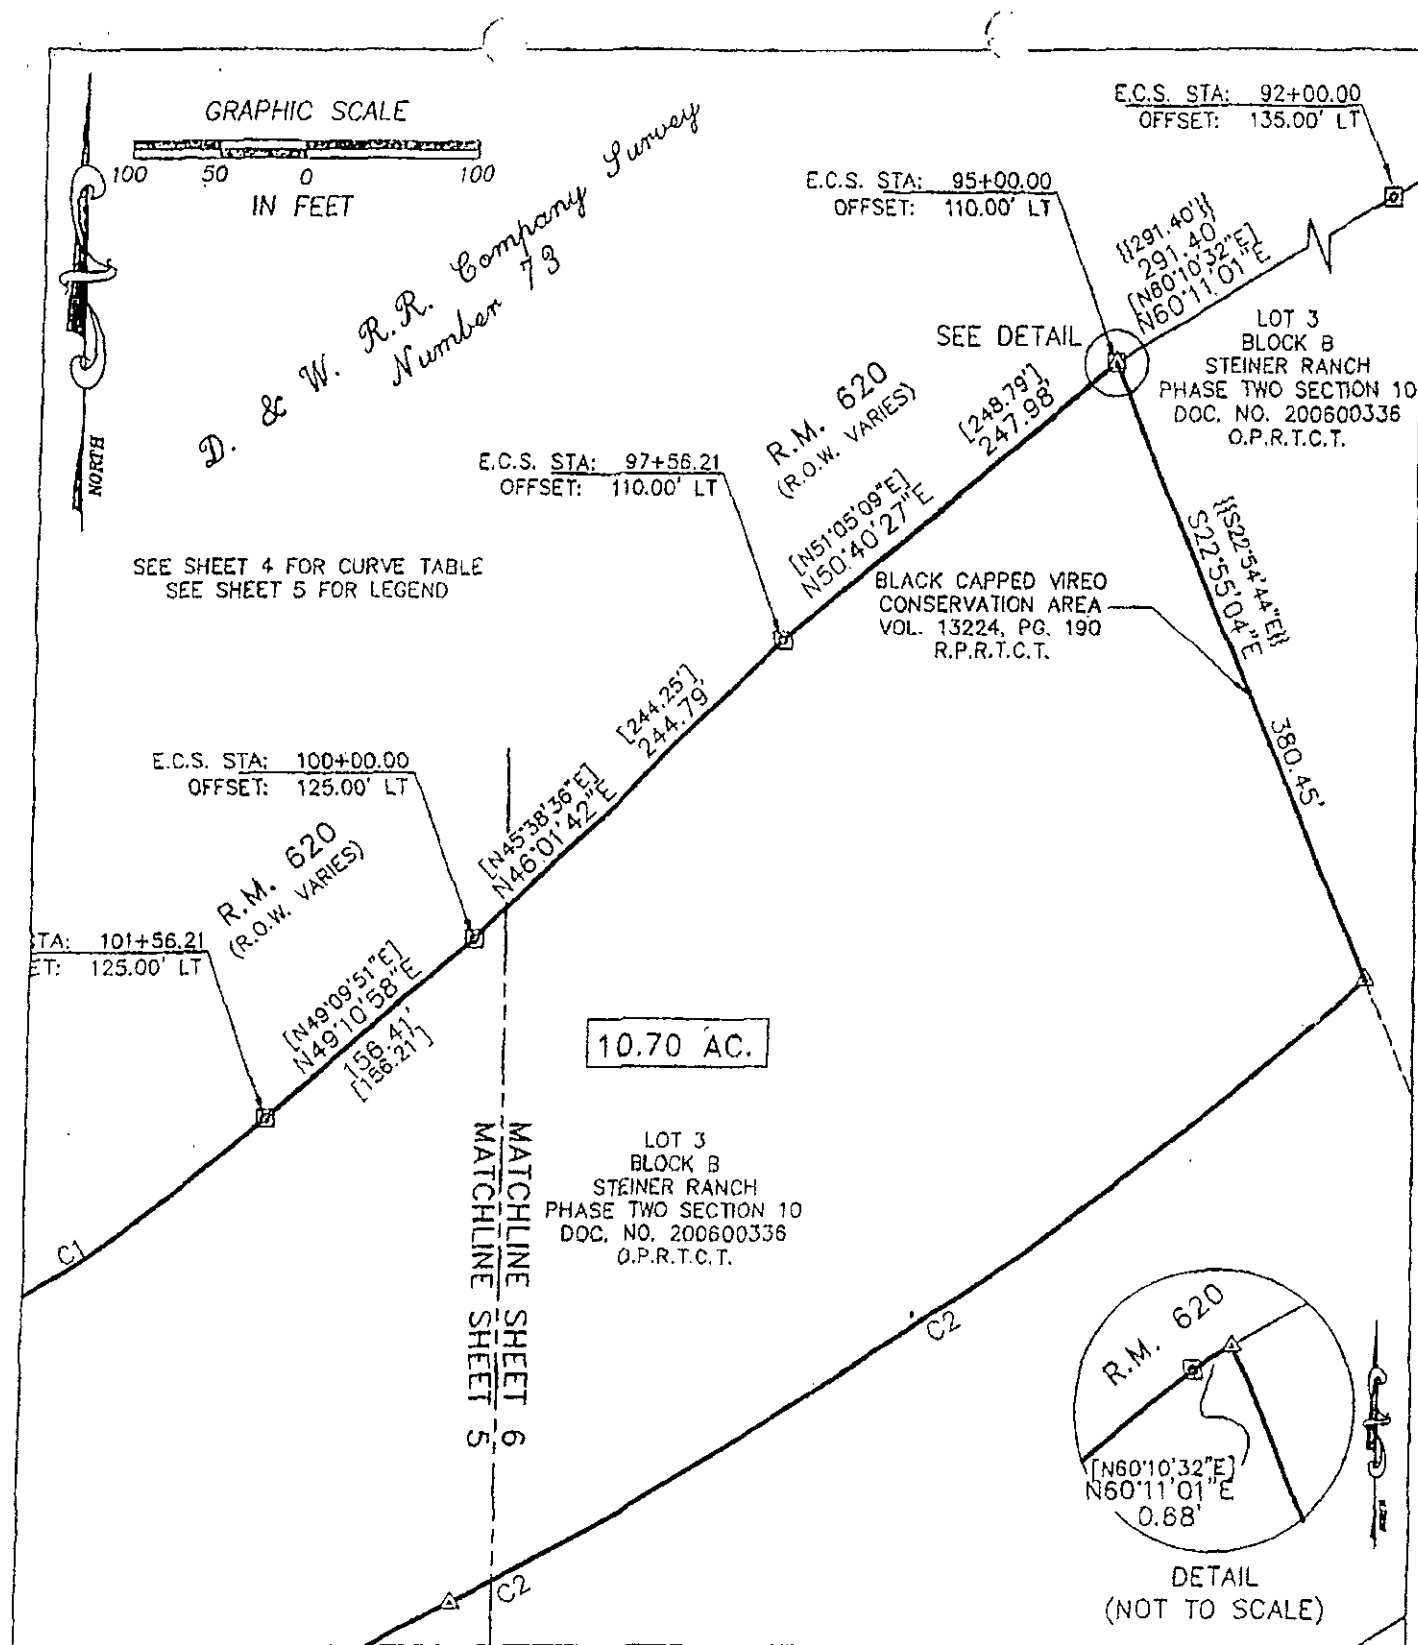 GRAPHIC SCALE
100 50 0 100
IN FEET
D. & W. R.R. Company Survey
Number 73
NORTH
SEE SHEET 4 FOR CURVE TABLE
SEE SHEET 5 FOR LEGEND
E.C.S. STA: 92+00.00
OFFSET: 135.00' LT
E.C.S. STA: 95+00.00
OFFSET: 110.00' LT
{{291.40'}}
291.40'
[N60°10'32"E]
N60°11'01"E
SEE DETAIL
LOT 3
BLOCK B
STEINER RANCH
PHASE TWO SECTION 10
DOC. NO. 200600336
O.P.R.T.C.T.
R.M. 620
(R.O.W. VARIES)
[248.79']
247.98'
E.C.S. STA: 97+56.21
OFFSET: 110.00' LT
[N51°05'09"E]
N50°40'27"E
{{S22°54'44"E}}
S22°55'04"E
380.45'
BLACK CAPPED VIREO
CONSERVATION AREA
VOL. 13224, PG. 190
R.P.R.T.C.T.
[244.25']
244.79'
E.C.S. STA: 100+00.00
OFFSET: 125.00' LT
[N45°38'36"E]
N46°01'42"E
R.M. 620
(R.O.W. VARIES)
TA: 101+56.21
ET: 125.00' LT
[N49°09'51"E]
N49°10'58"E
156.41'
[156.21']
10.70 AC.
MATCHLINE SHEET 6
MATCHLINE SHEET 5
LOT 3
BLOCK B
STEINER RANCH
PHASE TWO SECTION 10
DOC. NO. 200600336
O.P.R.T.C.T.
C1
C2
C2
R.M. 620
[N60°10'32"E]
N60°11'01"E
0.68'
DETAIL
(NOT TO SCALE)